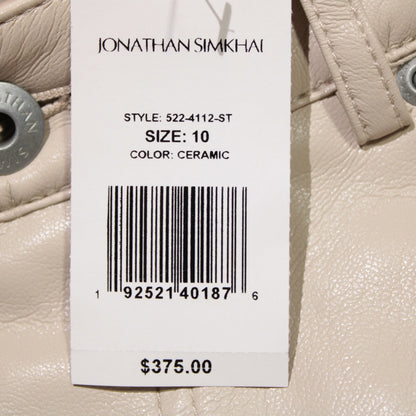 JONATHAN SIMKHAI
STYLE: 522-4112-ST
SIZE: 10
COLOR: CERAMIC
1 92521 40187 6
$375.00